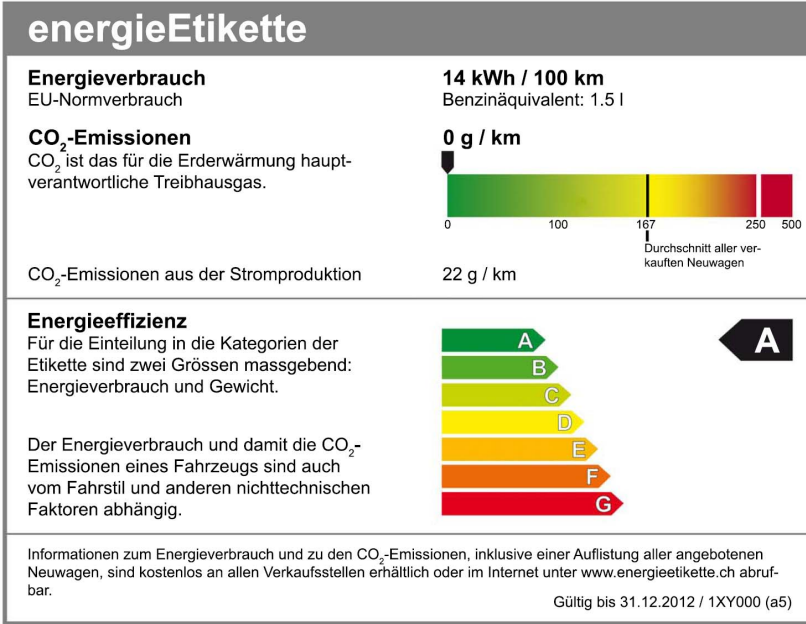 energieEtikette
Energieverbrauch
14 kWh / 100 km
EU-Normverbrauch
Benzinäquivalent: 1.5 l
CO₂-Emissionen
0 g / km
CO₂ ist das für die Erderwärmung haupt-
verantwortliche Treibhausgas.
0 100 167 250 500
Durchschnitt aller ver-
kauften Neuwagen
CO₂-Emissionen aus der Stromproduktion
22 g / km
Energieeffizienz
Für die Einteilung in die Kategorien der
Etikette sind zwei Grössen massgebend:
Energieverbrauch und Gewicht.
Der Energieverbrauch und damit die CO₂-
Emissionen eines Fahrzeugs sind auch
vom Fahrstil und anderen nichttechnischen
Faktoren abhängig.
A
B
C
D
E
F
G
A
Informationen zum Energieverbrauch und zu den CO₂-Emissionen, inklusive einer Auflistung aller angebotenen
Neuwagen, sind kostenlos an allen Verkaufsstellen erhältlich oder im Internet unter www.energieetikette.ch abruf-
bar.
Gültig bis 31.12.2012 / 1XY000 (a5)